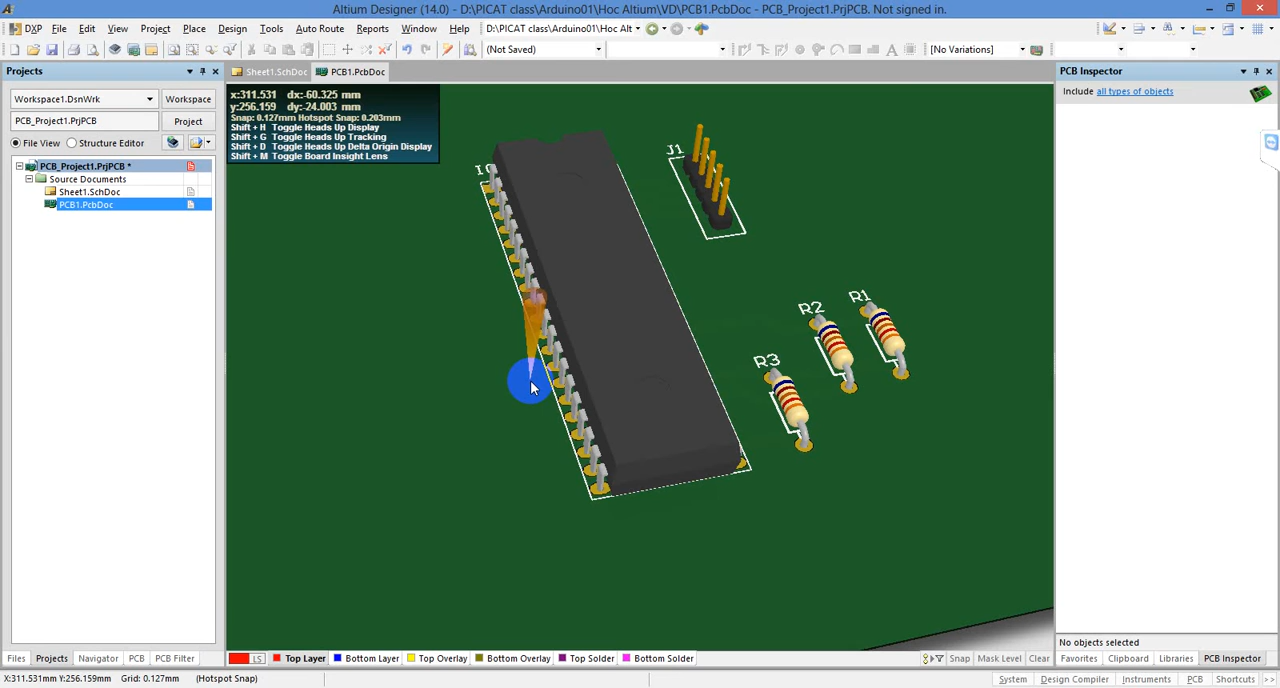 Altium Designer (14.0) - D:\PICAT class\Arduino01\Hoc Altium\VD\PCB1.PcbDoc - PCB_Project1.PrjPCB. Not signed in.
DXP File Edit View Project Place Design Tools Auto Route Reports Window Help D:\PICAT class\Arduino01\Hoc Alt
(Not Saved) [No Variations]
Projects
Sheet1.SchDoc PCB1.PcbDoc
PCB Inspector
Workspace1.DsnWrk Workspace
PCB_Project1.PrjPCB Project
File View Structure Editor
PCB_Project1.PrjPCB *
Source Documents
Sheet1.SchDoc
PCB1.PcbDoc
x:311.531 dx:-60.325 mm
y:256.159 dy:-24.003 mm
Snap: 0.127mm Hotspot Snap: 0.203mm
Shift + H Toggle Heads Up Display
Shift + G Toggle Heads Up Tracking
Shift + D Toggle Heads Up Delta Origin Display
Shift + M Toggle Board Insight Lens
Include all types of objects
J1
R1
R2
R3
No objects selected
Files Projects Navigator PCB PCB Filter
LS Top Layer Bottom Layer Top Overlay Bottom Overlay Top Solder Bottom Solder
Snap Mask Level Clear
Favorites Clipboard Libraries PCB Inspector
X:311.531mm Y:256.159mm Grid: 0.127mm (Hotspot Snap)
System Design Compiler Instruments PCB Shortcuts >>